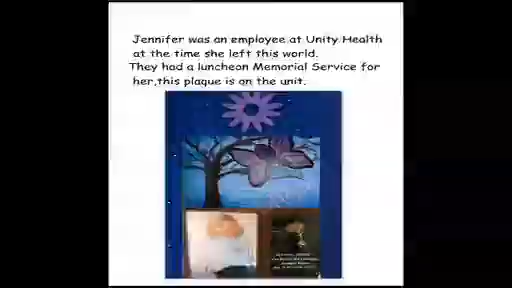 Jennifer was an employee at Unity Health
at the time she left this world.
They had a luncheon Memorial Service for
her,this plaque is on the unit.